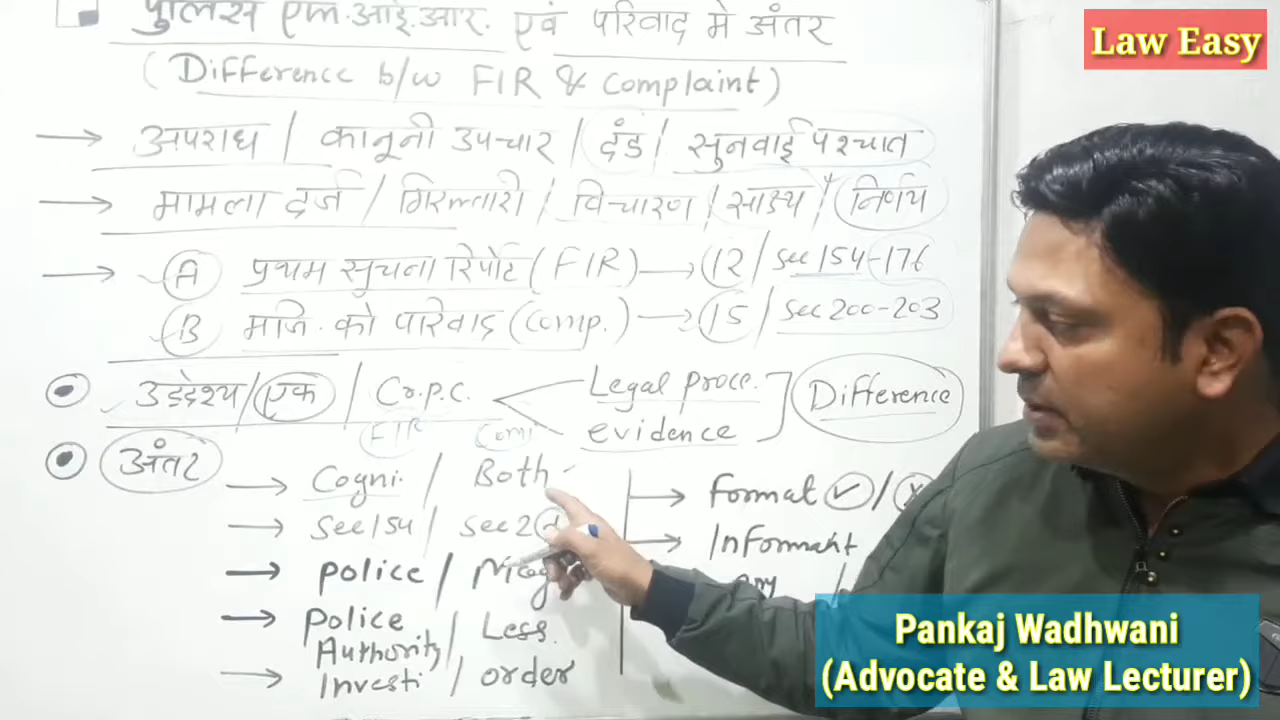 पुलिस एफ.आई.आर. एवं परिवाद मे अंतर
(Difference b/w FIR & Complaint)
→ अपराध / कानूनी उपचार / दंड / सुनवाई पश्चात
→ मामला दर्ज / गिरफ्तारी / विचारण / साक्ष्य / निर्णय
→ A प्रथम सुचना रिर्पोट (FIR) → 12 / Sec 154-176
B मजि. को परिवाद (Comp.) → 15 / Sec 200-203
• उद्देश्य / एक / Cr.p.c. Legal proce. evidence Difference
FIR
• अंतर
→ Cogni. / Both
→ Sec 154 / Sec 2
→ police /
→ Police Authority / Less.
→ Investi / order
→ Format ✓ / x
→ Informant
Law Easy
Pankaj Wadhwani
(Advocate & Law Lecturer)